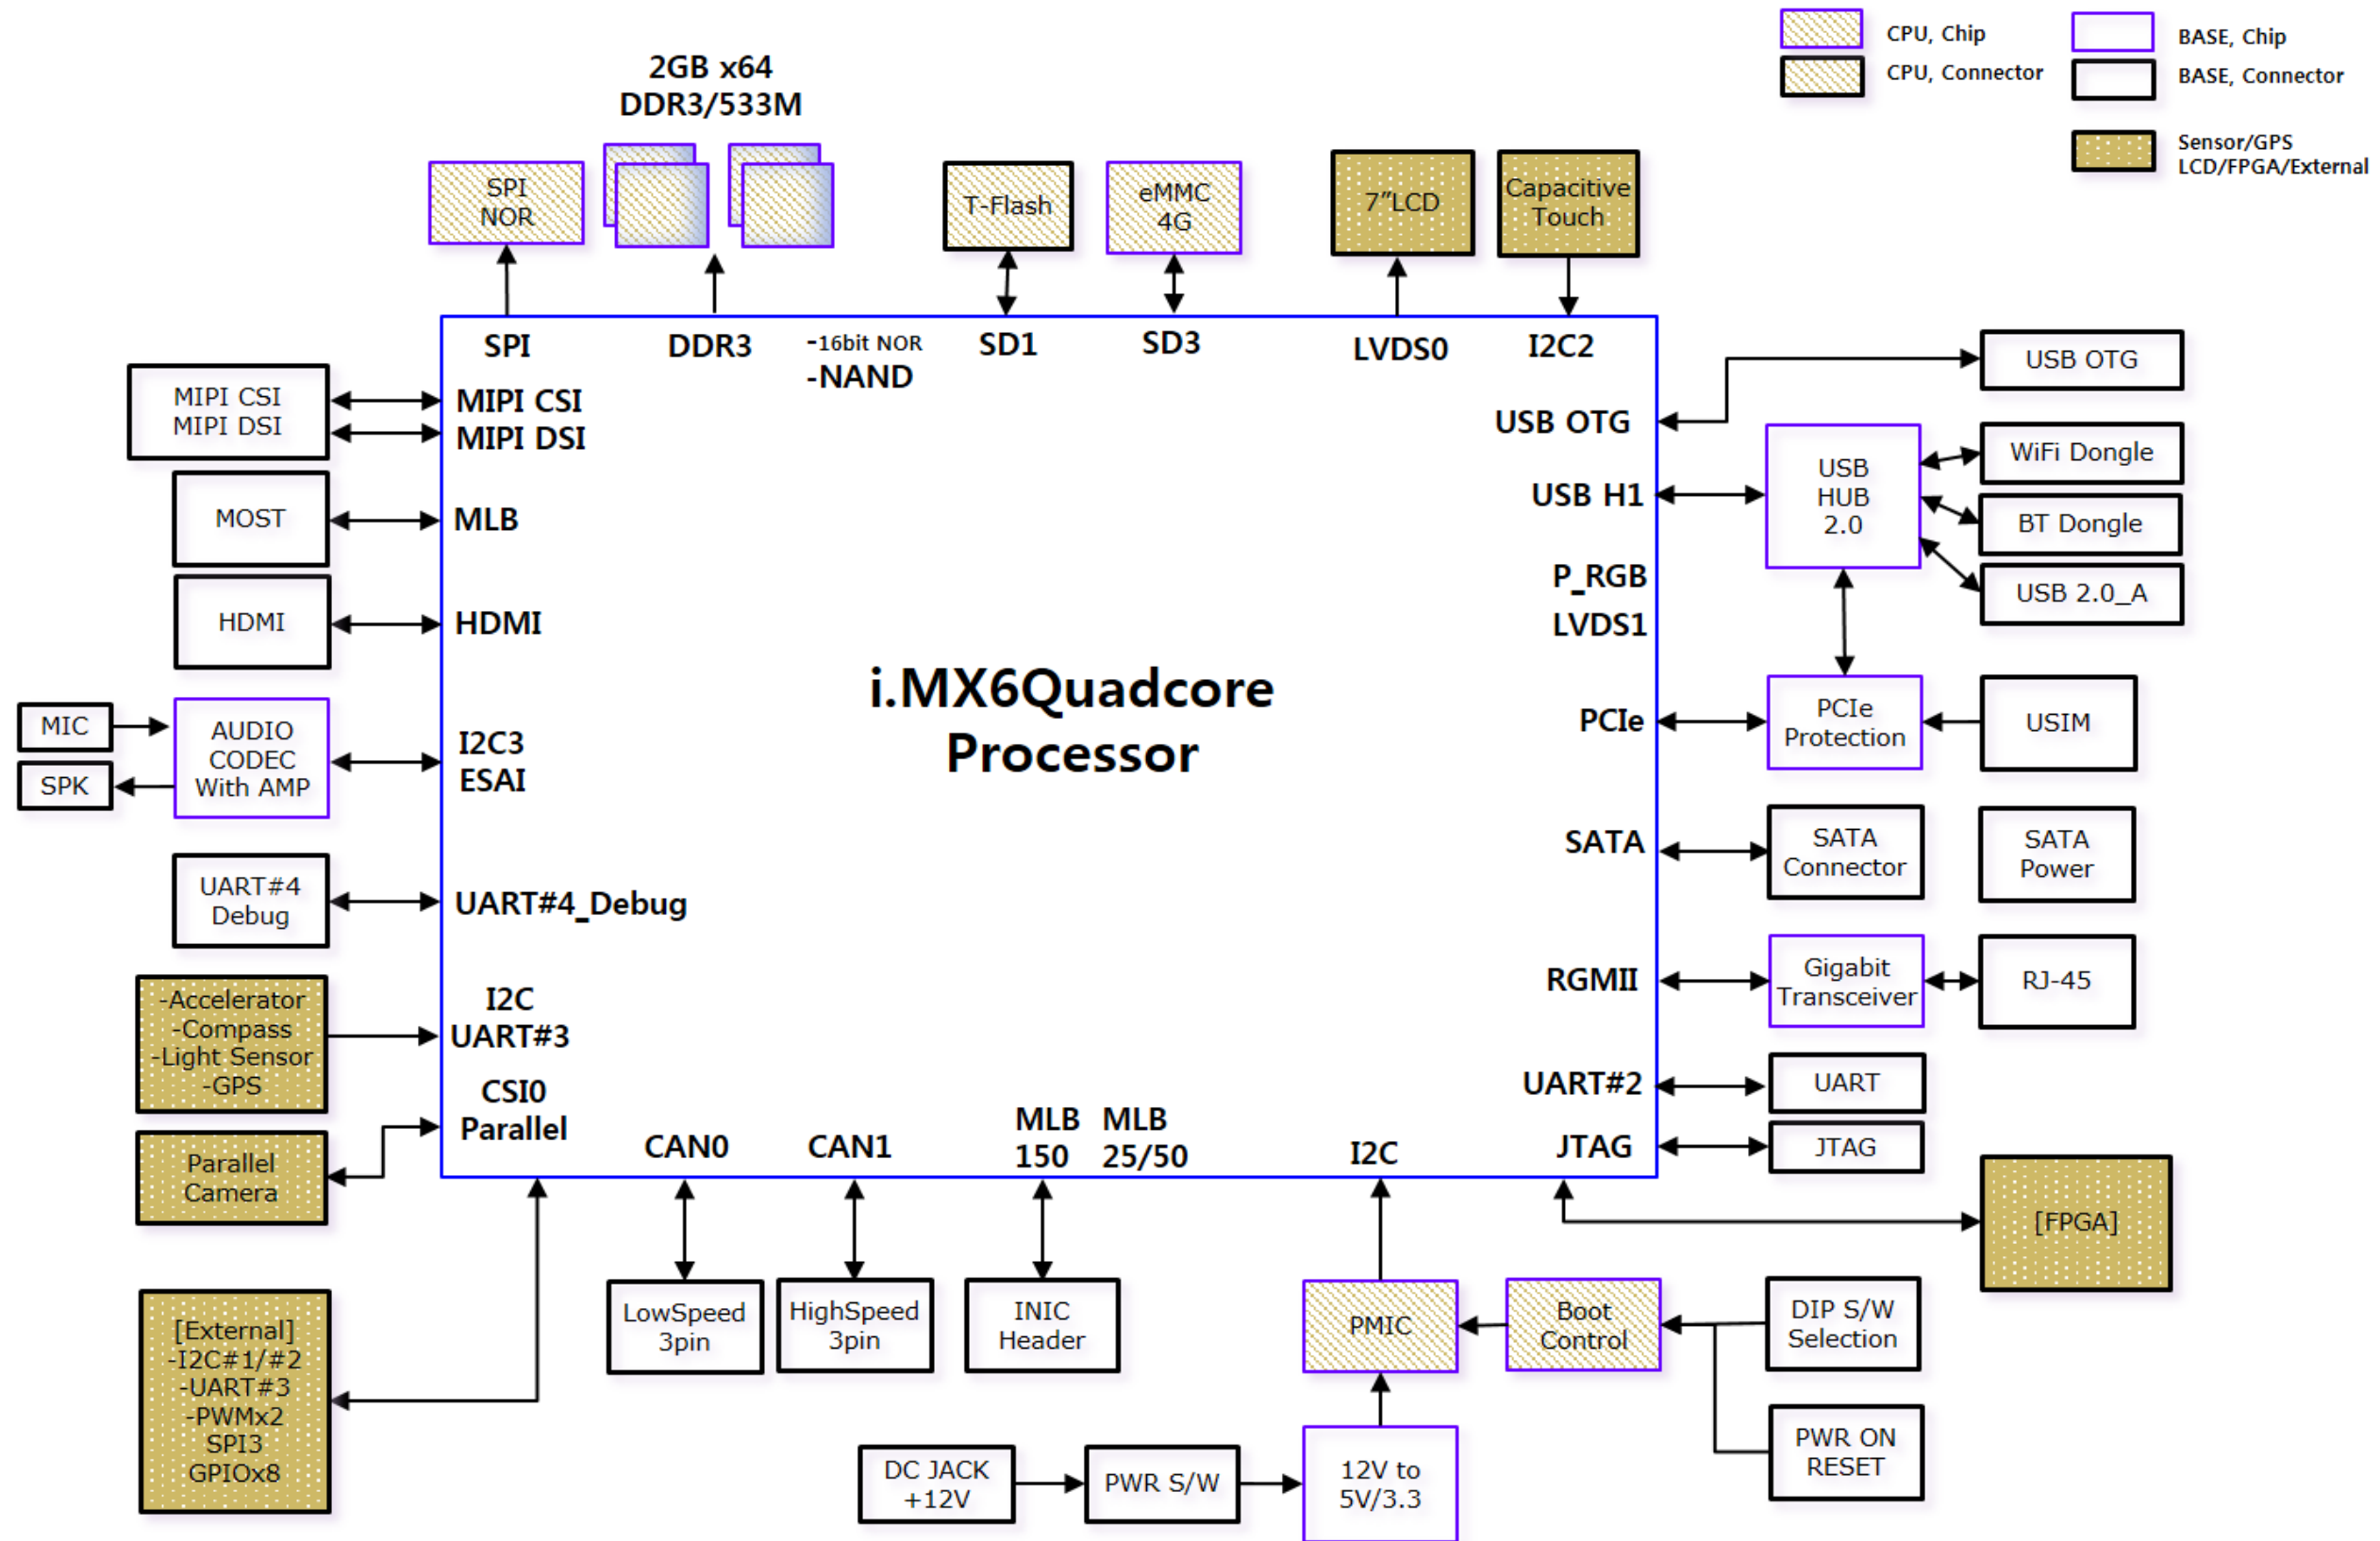 CPU, Chip
BASE, Chip
CPU, Connector
BASE, Connector
Sensor/GPS
LCD/FPGA/External
2GB x64
DDR3/533M
SPI
NOR
T-Flash
eMMC
4G
7"LCD
Capacitive
Touch
SPI
DDR3
-16bit NOR
-NAND
SD1
SD3
LVDS0
I2C2
MIPI CSI
MIPI DSI
MIPI CSI
MIPI DSI
MOST
MLB
HDMI
HDMI
MIC
SPK
AUDIO
CODEC
With AMP
I2C3
ESAI
UART#4
Debug
UART#4_Debug
-Accelerator
-Compass
-Light Sensor
-GPS
I2C
UART#3
CSI0
Parallel
Parallel
Camera
[External]
-I2C#1/#2
-UART#3
-PWMx2
SPI3
GPIOx8
i.MX6Quadcore
Processor
USB OTG
USB OTG
USB H1
USB
HUB
2.0
WiFi Dongle
BT Dongle
USB 2.0_A
P_RGB
LVDS1
PCIe
PCIe
Protection
USIM
SATA
SATA
Connector
SATA
Power
RGMII
Gigabit
Transceiver
RJ-45
UART#2
UART
JTAG
JTAG
[FPGA]
CAN0
CAN1
MLB
150
MLB
25/50
I2C
LowSpeed
3pin
HighSpeed
3pin
INIC
Header
PMIC
Boot
Control
DIP S/W
Selection
PWR ON
RESET
DC JACK
+12V
PWR S/W
12V to
5V/3.3